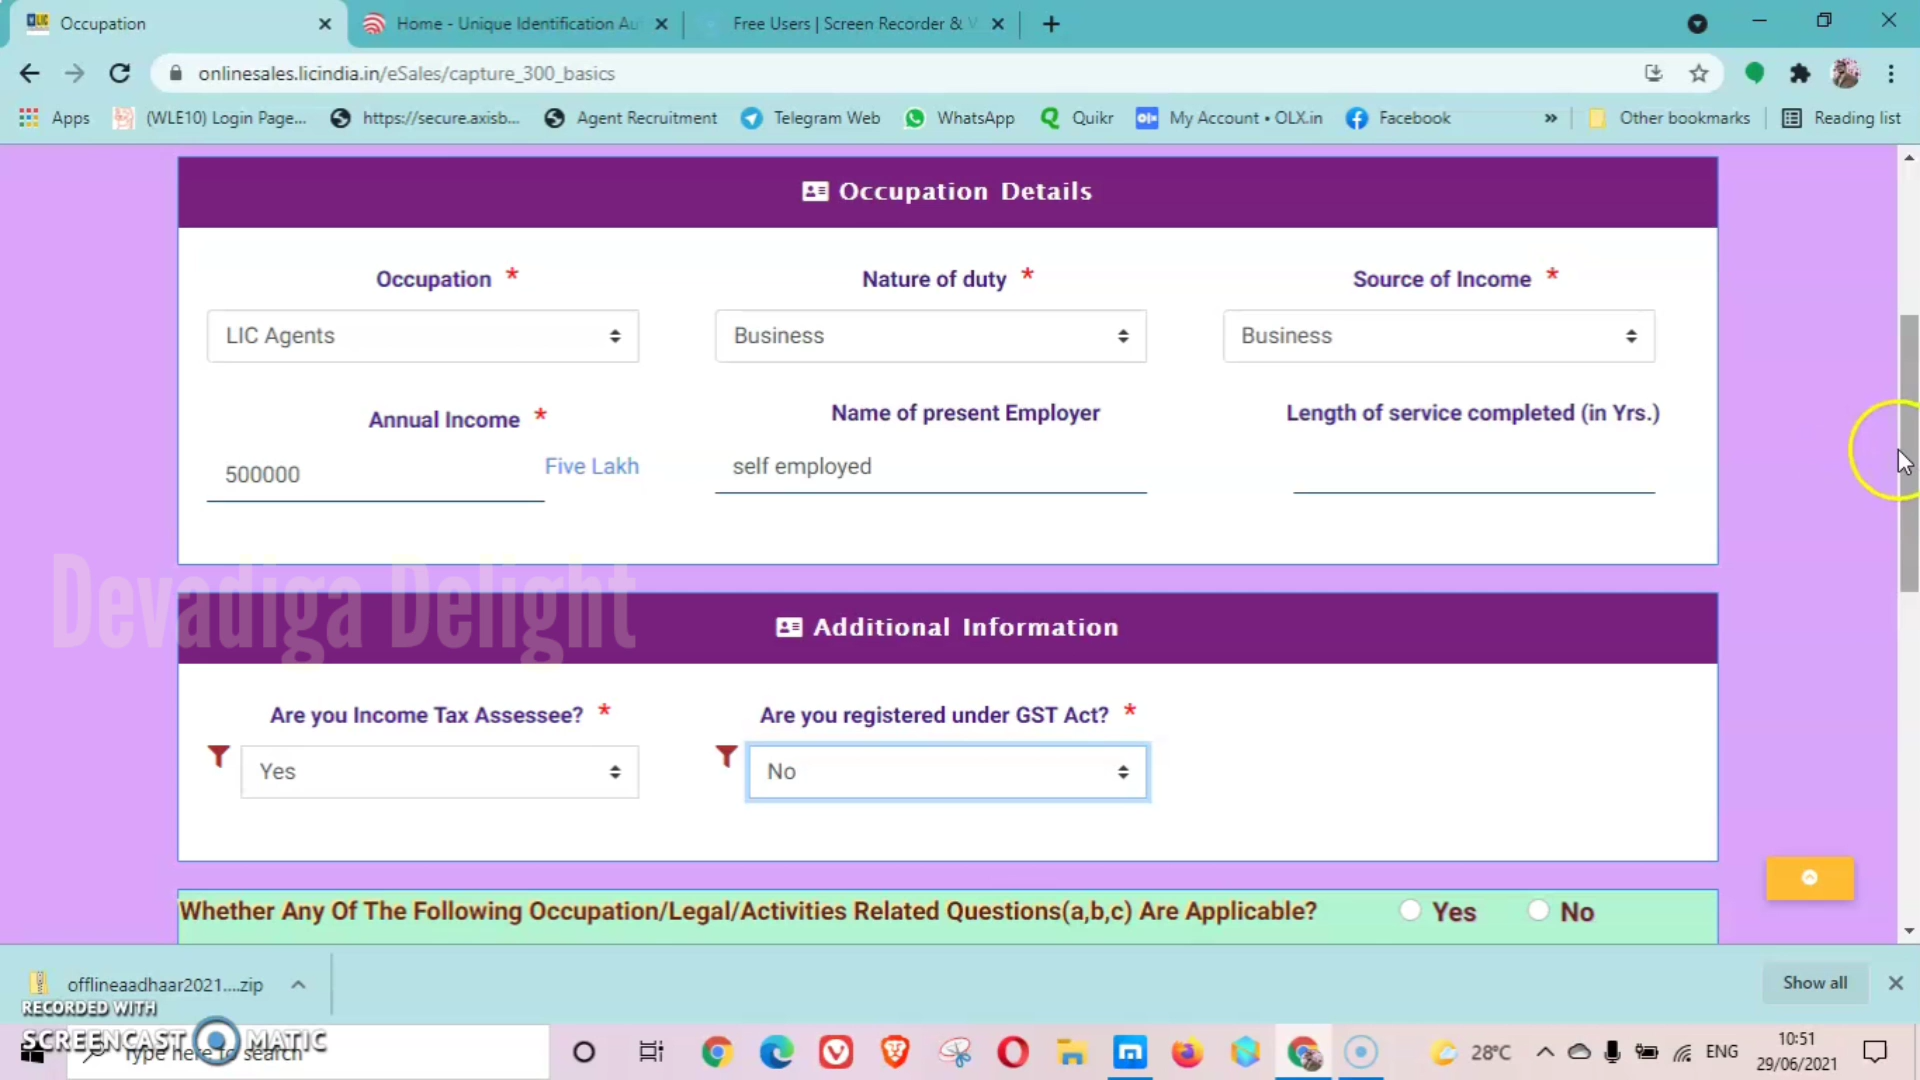 Occupation
Home - Unique Identification Au
Free Users | Screen Recorder & V
onlinesales.licindia.in/eSales/capture_300_basics
Apps
(WLE10) Login Page...
https://secure.axisb...
Agent Recruitment
Telegram Web
WhatsApp
Quikr
My Account • OLX.in
Facebook
»
Other bookmarks
Reading list
Occupation Details
Occupation *
Nature of duty *
Source of Income *
LIC Agents
Business
Business
Annual Income *
Name of present Employer
Length of service completed (in Yrs.)
500000
Five Lakh
self employed
Devadiga Delight
Additional Information
Are you Income Tax Assessee? *
Are you registered under GST Act? *
Yes
No
Whether Any Of The Following Occupation/Legal/Activities Related Questions(a,b,c) Are Applicable?
Yes
No
offlineaadhaar2021....zip
Show all
RECORDED WITH
SCREENCAST MATIC
Type here to search
28°C
ENG
10:51
29/06/2021